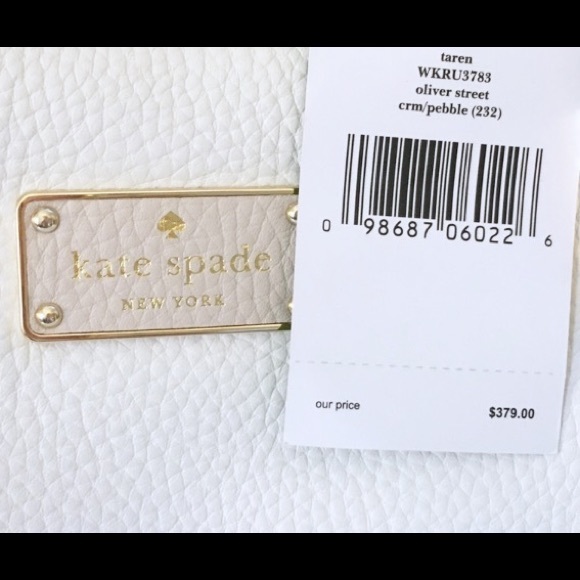 taren
WKRU3783
oliver street
crm/pebble (232)
0 98687 06022 6
kate spade
NEW YORK
our price
$379.00